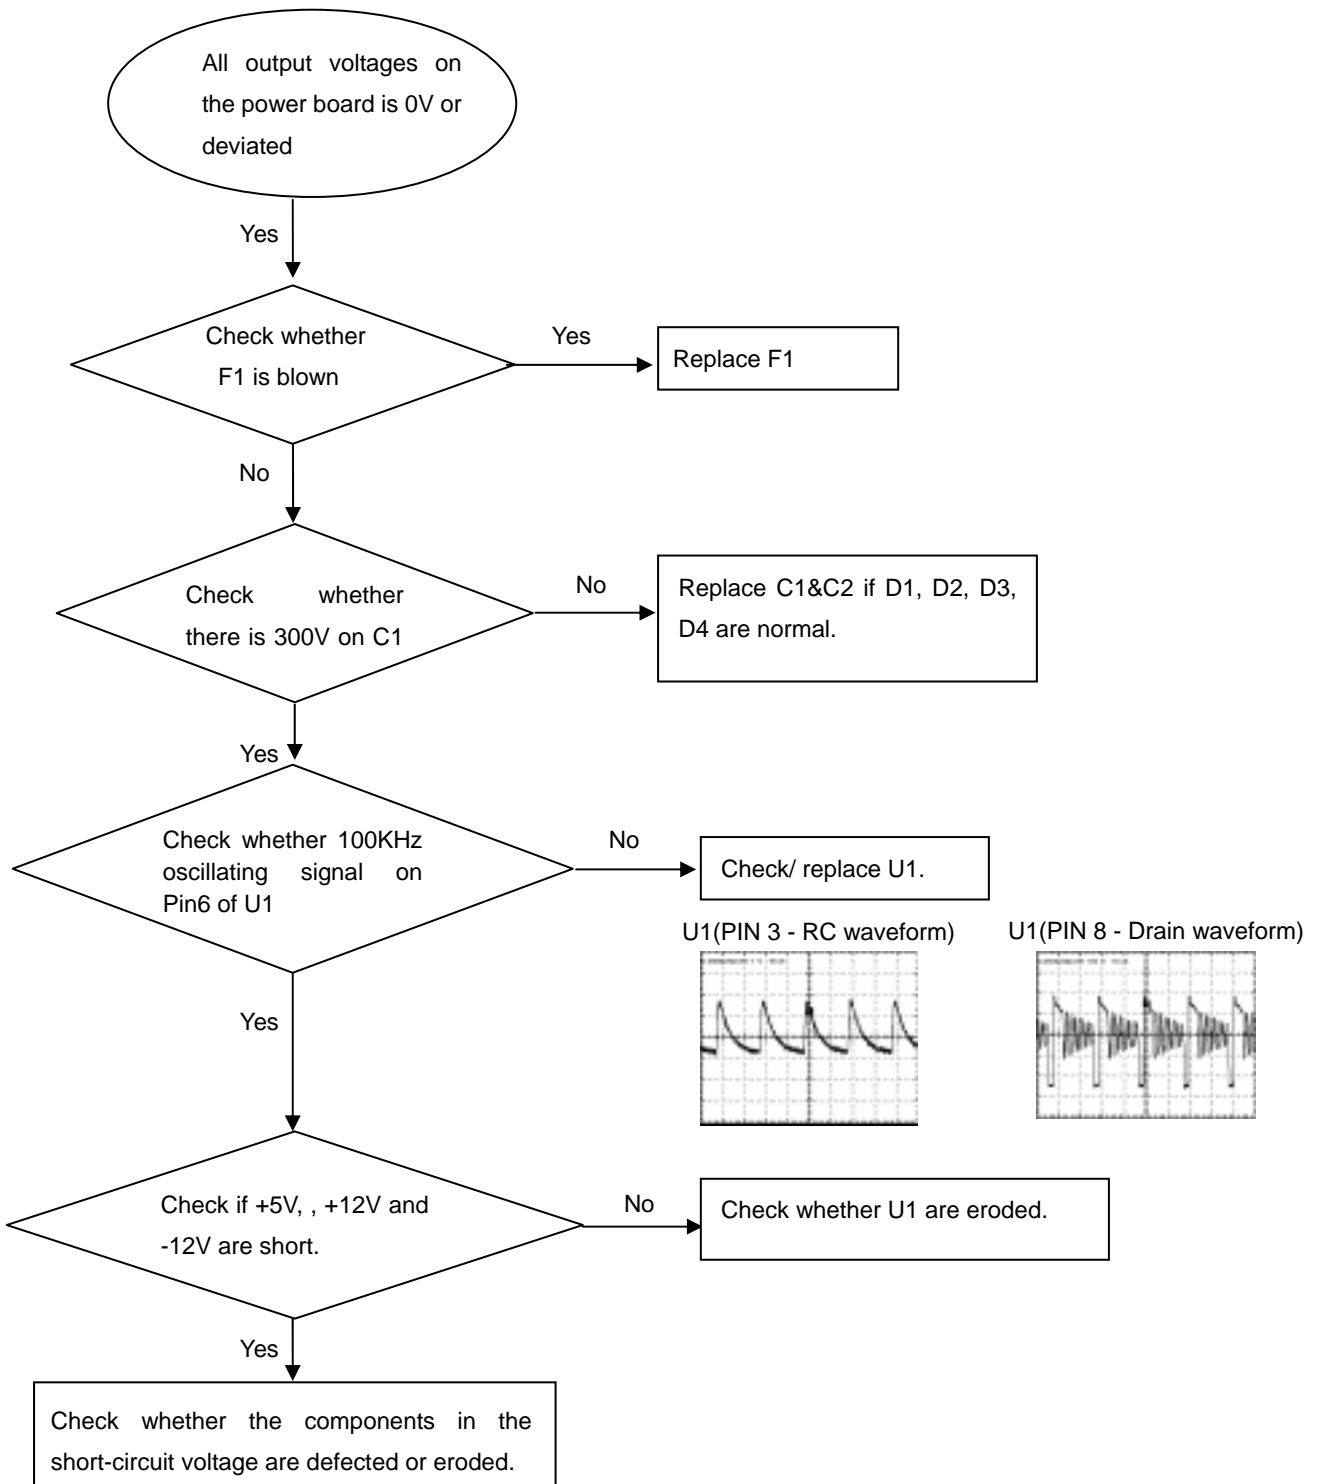 All output voltages on
the power board is 0V or
deviated
Yes
Check whether
F1 is blown
Yes
Replace F1
No
Check whether
there is 300V on C1
No
Replace C1&C2 if D1, D2, D3,
D4 are normal.
Yes
Check whether 100KHz
oscillating signal on
Pin6 of U1
No
Check/ replace U1.
U1(PIN 3 - RC waveform)
U1(PIN 8 - Drain waveform)
Yes
Check if +5V, , +12V and
-12V are short.
No
Check whether U1 are eroded.
Yes
Check whether the components in the
short-circuit voltage are defected or eroded.